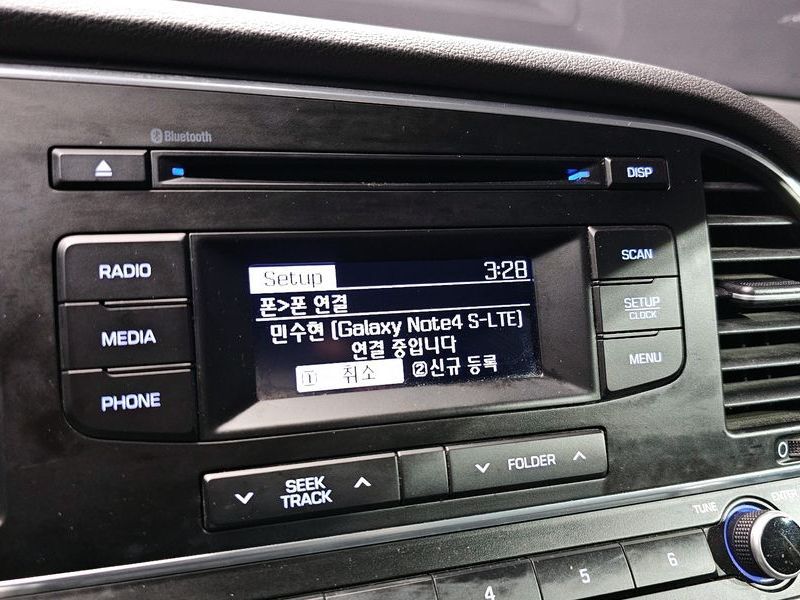 Bluetooth
DISP
RADIO
MEDIA
PHONE
Setup 3:28
폰>폰 연결
민수현 (Galaxy Note4 S-LTE)
연결 중입니다
1 취소 2신규 등록
SCAN
SETUP
CLOCK
MENU
SEEK
TRACK
FOLDER
TUNE
ENTER
4
5
6
0